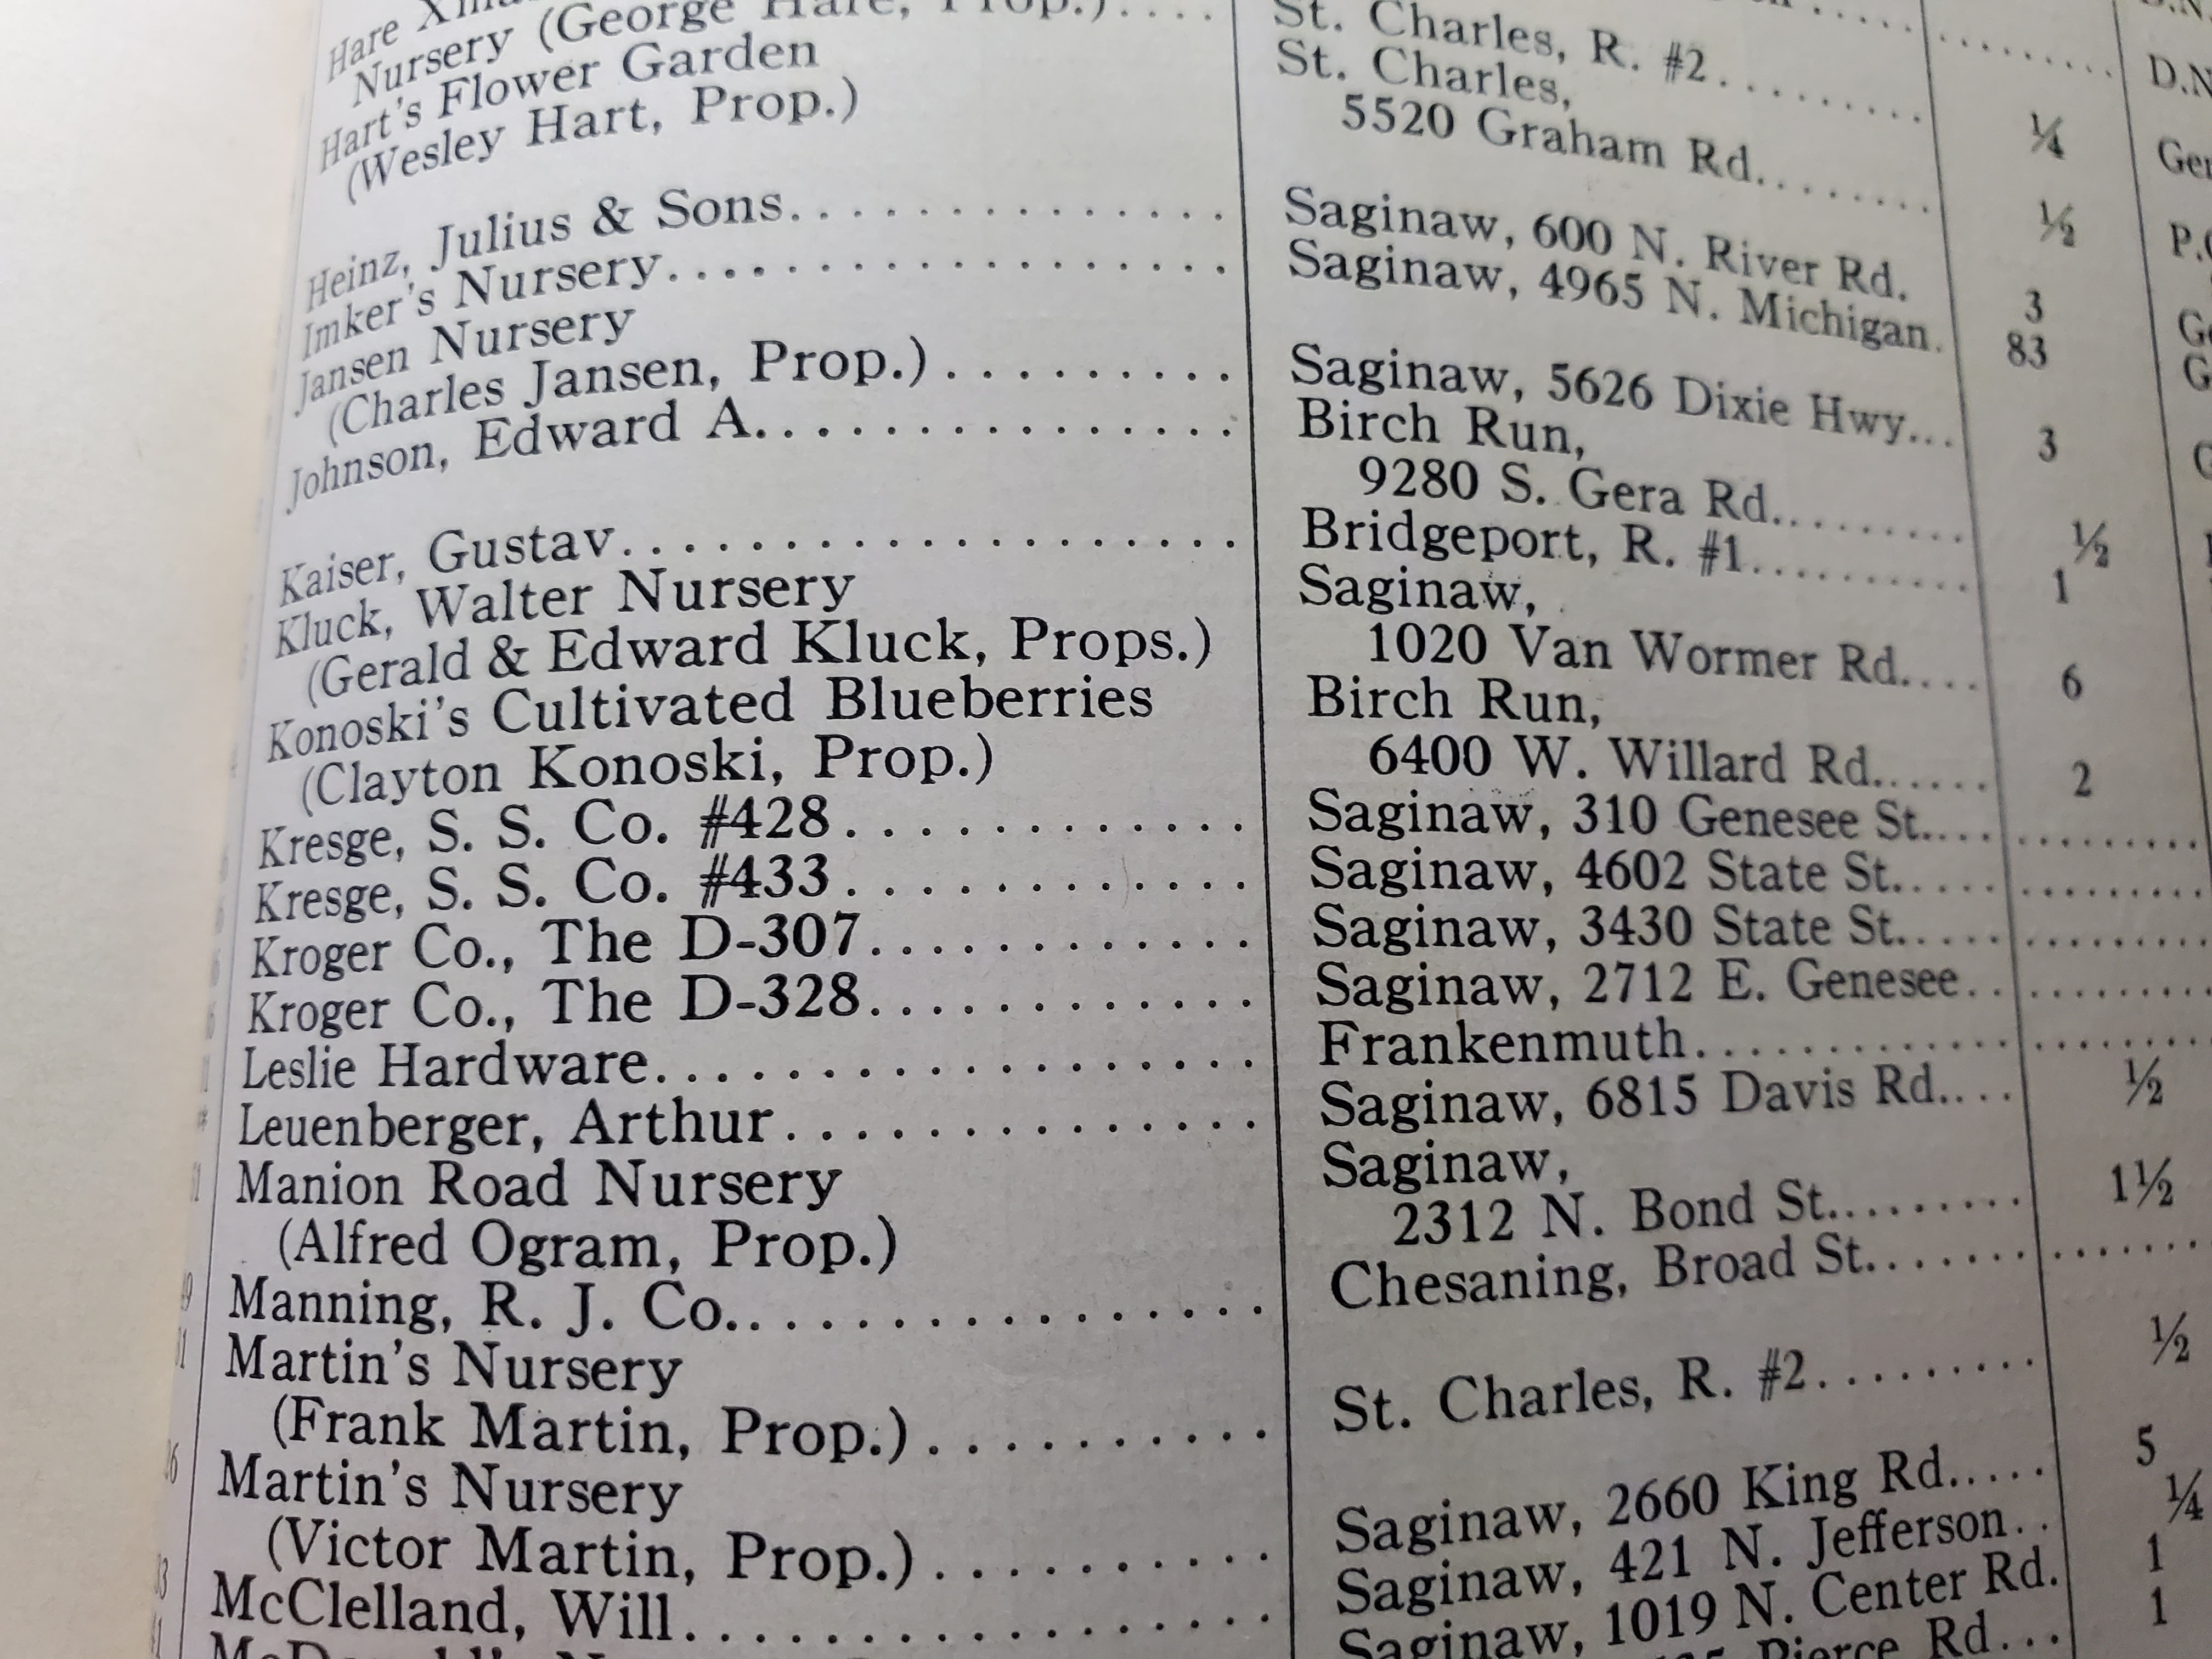 Hare
Nursery (George Hare, Prop.).... St. Charles, R. #2.......... ¼ D.N
Hart's Flower Garden St. Charles,
(Wesley Hart, Prop.) 5520 Graham Rd........ ½ Ger
Heinz, Julius & Sons............... Saginaw, 600 N. River Rd. 3
Imker's Nursery.................. Saginaw, 4965 N. Michigan. 83
Jansen Nursery
(Charles Jansen, Prop.).......... Saginaw, 5626 Dixie Hwy... 3
Johnson, Edward A................ Birch Run,
9280 S. Gera Rd.......... ½
Kaiser, Gustav.................... Bridgeport, R. #1.......... 1
Kluck, Walter Nursery Saginaw,
(Gerald & Edward Kluck, Props.) 1020 Van Wormer Rd.... 6
Konoski's Cultivated Blueberries Birch Run,
(Clayton Konoski, Prop.) 6400 W. Willard Rd...... 2
Kresge, S. S. Co. #428............ Saginaw, 310 Genesee St.............
Kresge, S. S. Co. #433............ Saginaw, 4602 State St.............
Kroger Co., The D-307............ Saginaw, 3430 State St.............
Kroger Co., The D-328............ Saginaw, 2712 E. Genesee...........
Leslie Hardware.................. Frankenmuth.....................
Leuenberger, Arthur.............. Saginaw, 6815 Davis Rd.... ½
Manion Road Nursery Saginaw,
(Alfred Ogram, Prop.) 2312 N. Bond St......... 1½
Manning, R. J. Co................ Chesaning, Broad St..............
Martin's Nursery
(Frank Martin, Prop.).......... St. Charles, R. #2......... ½
Martin's Nursery
(Victor Martin, Prop.).......... Saginaw, 2660 King Rd..... 5
McClelland, Will................. Saginaw, 421 N. Jefferson.. ¼
Saginaw, 1019 N. Center Rd. 1
Pierce Rd... 1